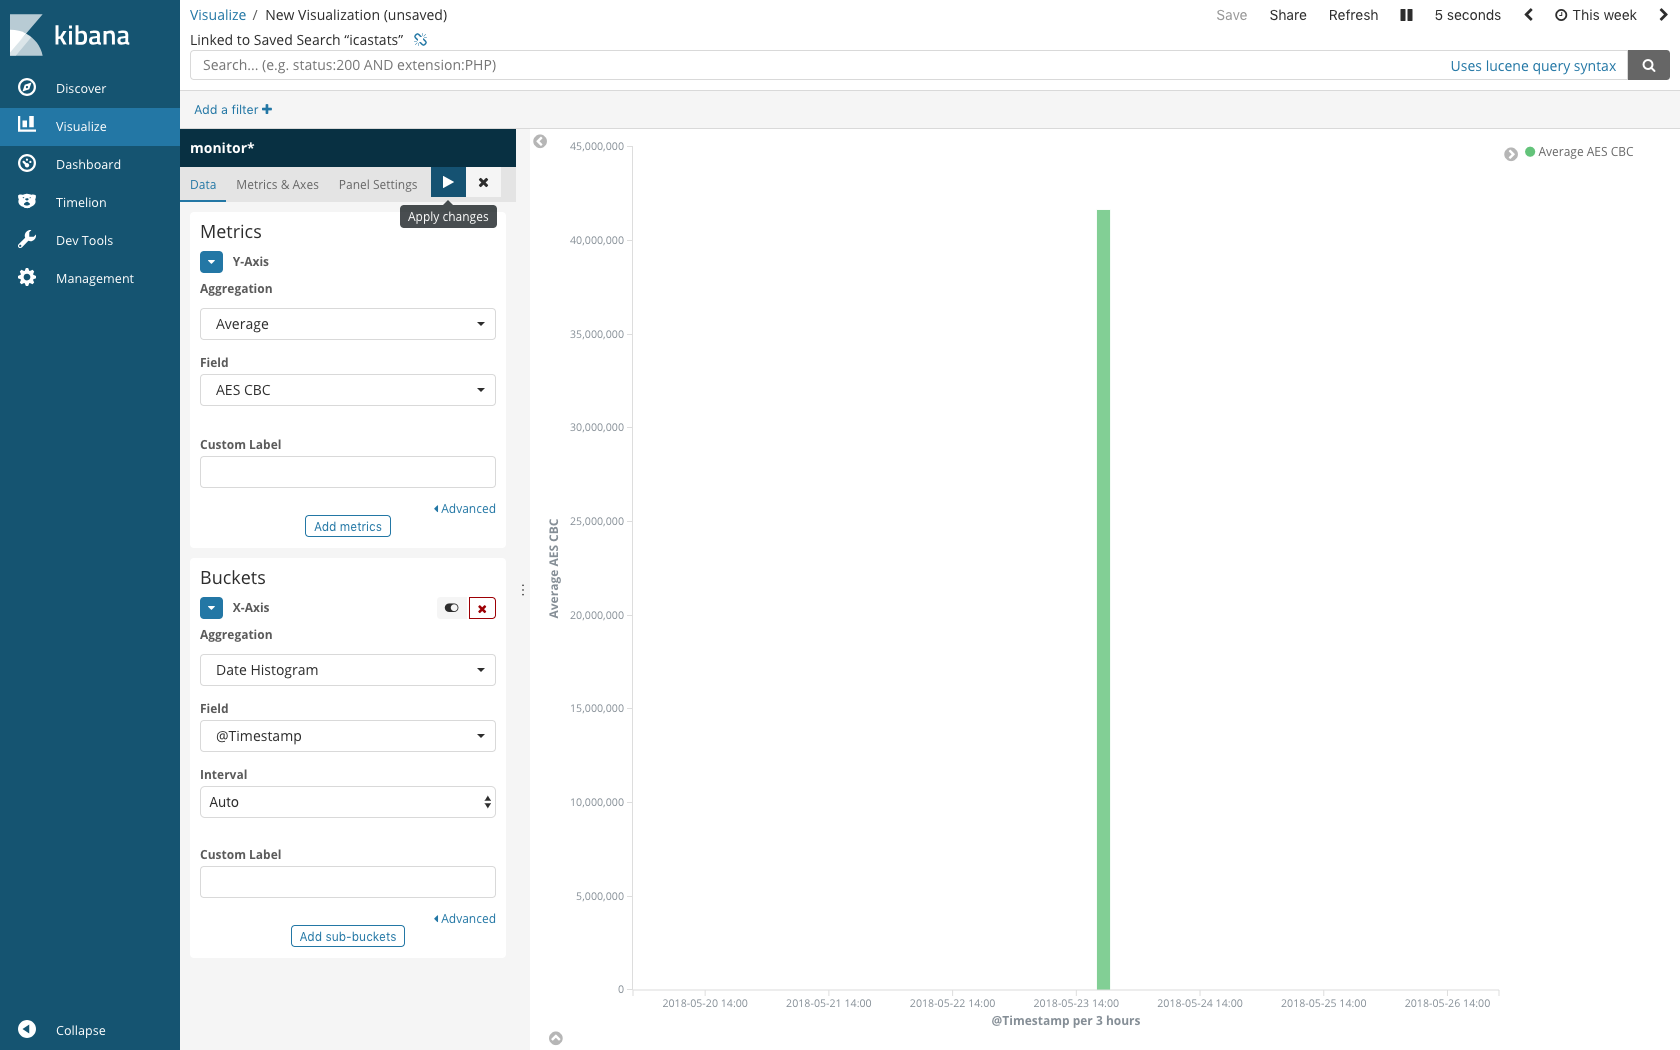 kibana
Discover
Visualize
Dashboard
Timelion
Dev Tools
Management
Collapse
Visualize / New Visualization (unsaved)
Save Share Refresh 5 seconds This week
Linked to Saved Search “icastats”
Search... (e.g. status:200 AND extension:PHP)
Uses lucene query syntax
Add a filter
monitor*
Data Metrics & Axes Panel Settings
Apply changes
Metrics
Y-Axis
Aggregation
Average
Field
AES CBC
Custom Label
Advanced
Add metrics
Buckets
X-Axis
Aggregation
Date Histogram
Field
@Timestamp
Interval
Auto
Custom Label
Advanced
Add sub-buckets
Average AES CBC
45,000,000
40,000,000
35,000,000
30,000,000
25,000,000
20,000,000
15,000,000
10,000,000
5,000,000
0
Average AES CBC
2018-05-20 14:00 2018-05-21 14:00 2018-05-22 14:00 2018-05-23 14:00 2018-05-24 14:00 2018-05-25 14:00 2018-05-26 14:00
@Timestamp per 3 hours